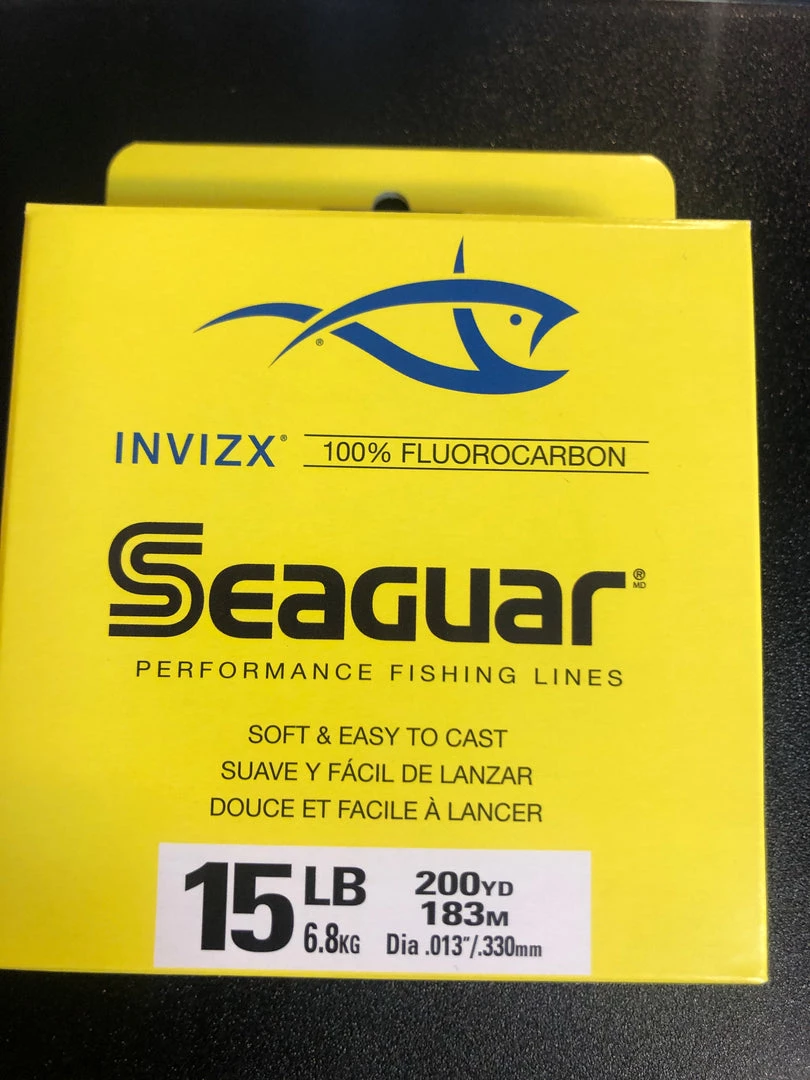 ®
INVIZX® 100% FLUOROCARBON
SEAGUAR ® MD
PERFORMANCE FISHING LINES
SOFT & EASY TO CAST
SUAVE Y FÁCIL DE LANZAR
DOUCE ET FACILE À LANCER
15 LB 200YD
6.8KG 183M
Dia .013"/.330mm